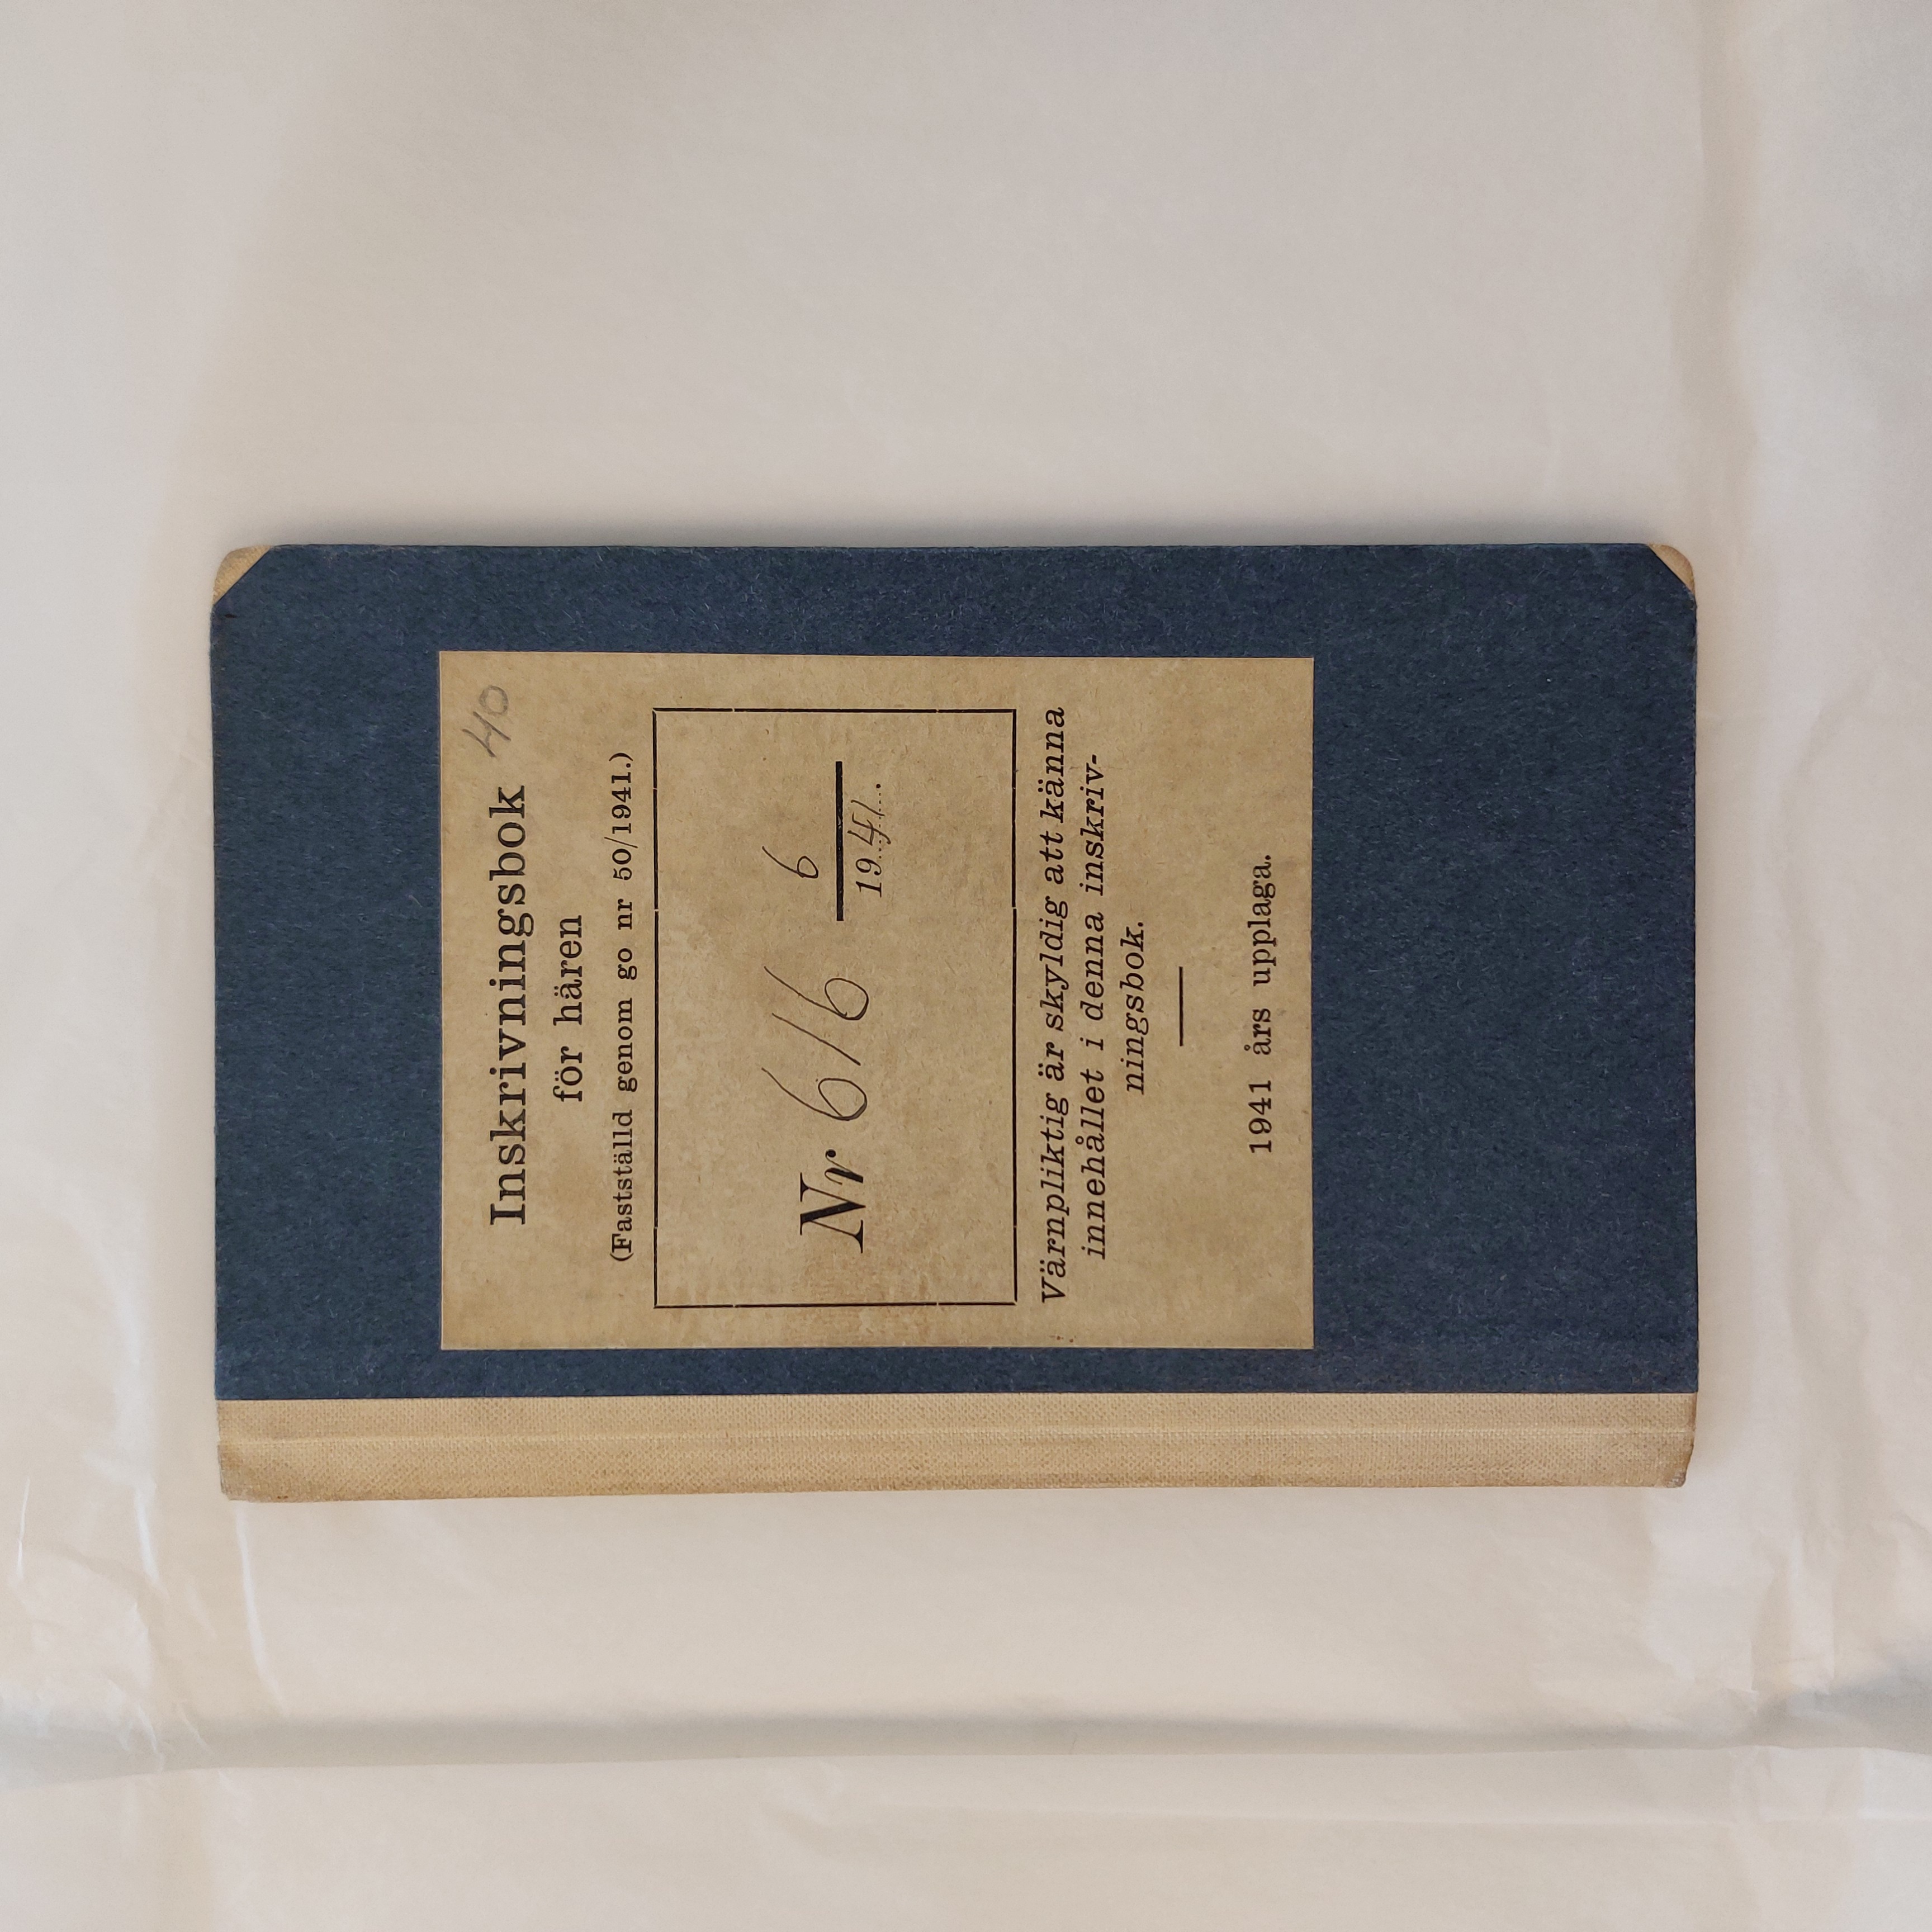 40
Inskrivningsbok
för hären
(Fastställd genom go nr 50/1941.)
Nr 616 6
1941.
Värnpliktig är skyldig att känna
innehållet i denna inskriv-
ningsbok.
1941 års upplaga.